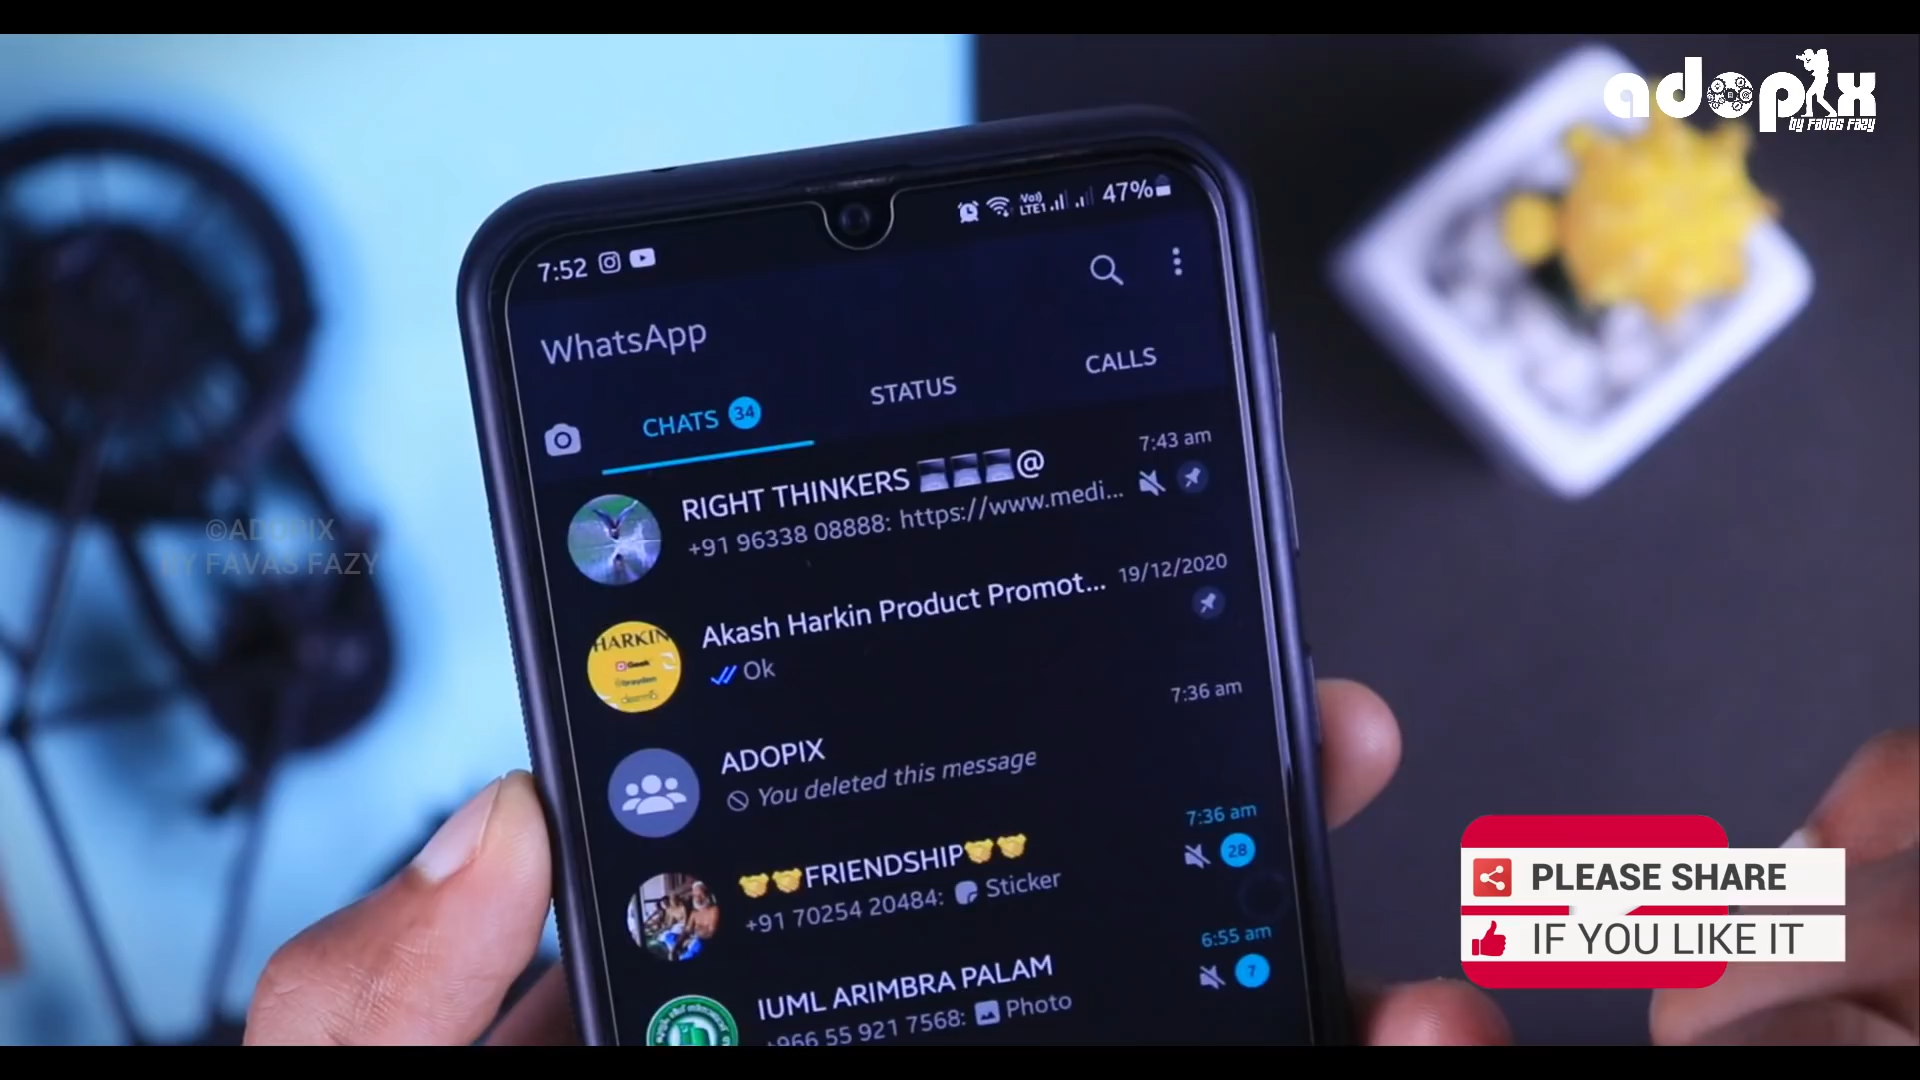 adopix
by FAVAS FAZY
7:52
Vo))
LTE1
47%
WhatsApp
CHATS 34
STATUS
CALLS
RIGHT THINKERS @
7:43 am
+91 96338 08888: https://www.medi...
Akash Harkin Product Promot...
19/12/2020
Ok
HARKIN
ADOPIX
7:36 am
You deleted this message
FRIENDSHIP
7:36 am
+91 70254 20484: Sticker
28
IUML ARIMBRA PALAM
6:55 am
+966 55 921 7568: Photo
7
©ADOPIX
BY FAVAS FAZY
PLEASE SHARE
IF YOU LIKE IT